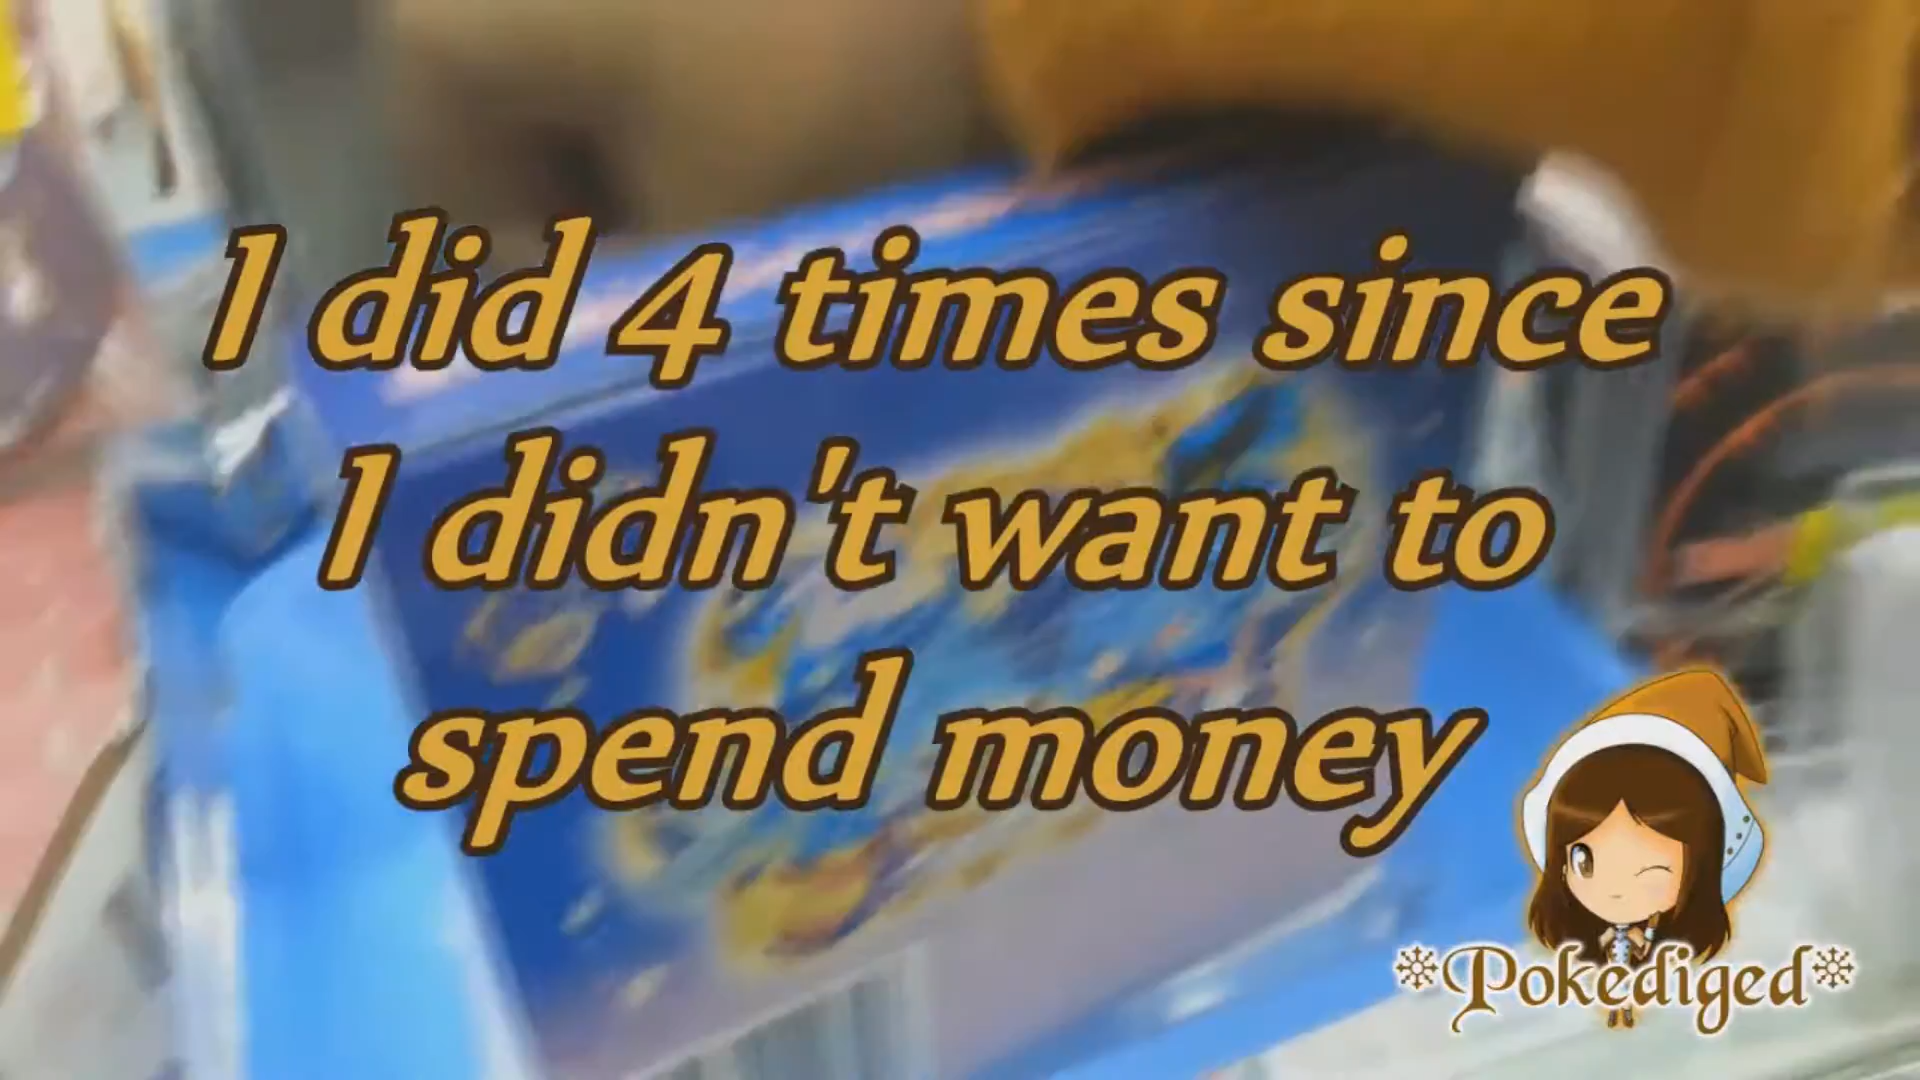 I did 4 times since
I didn't want to
spend money
*Pokediged*